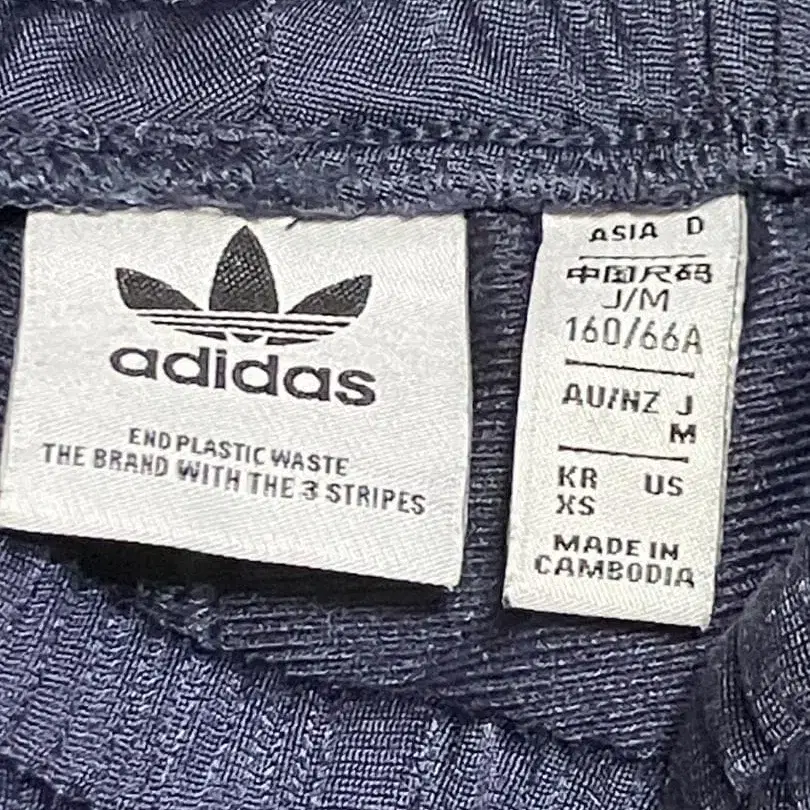 adidas
END PLASTIC WASTE
THE BRAND WITH THE 3 STRIPES
ASIA D
中国尺码
J/M
160/66A
AU/NZ J
M
KR US
XS
MADE IN
CAMBODIA